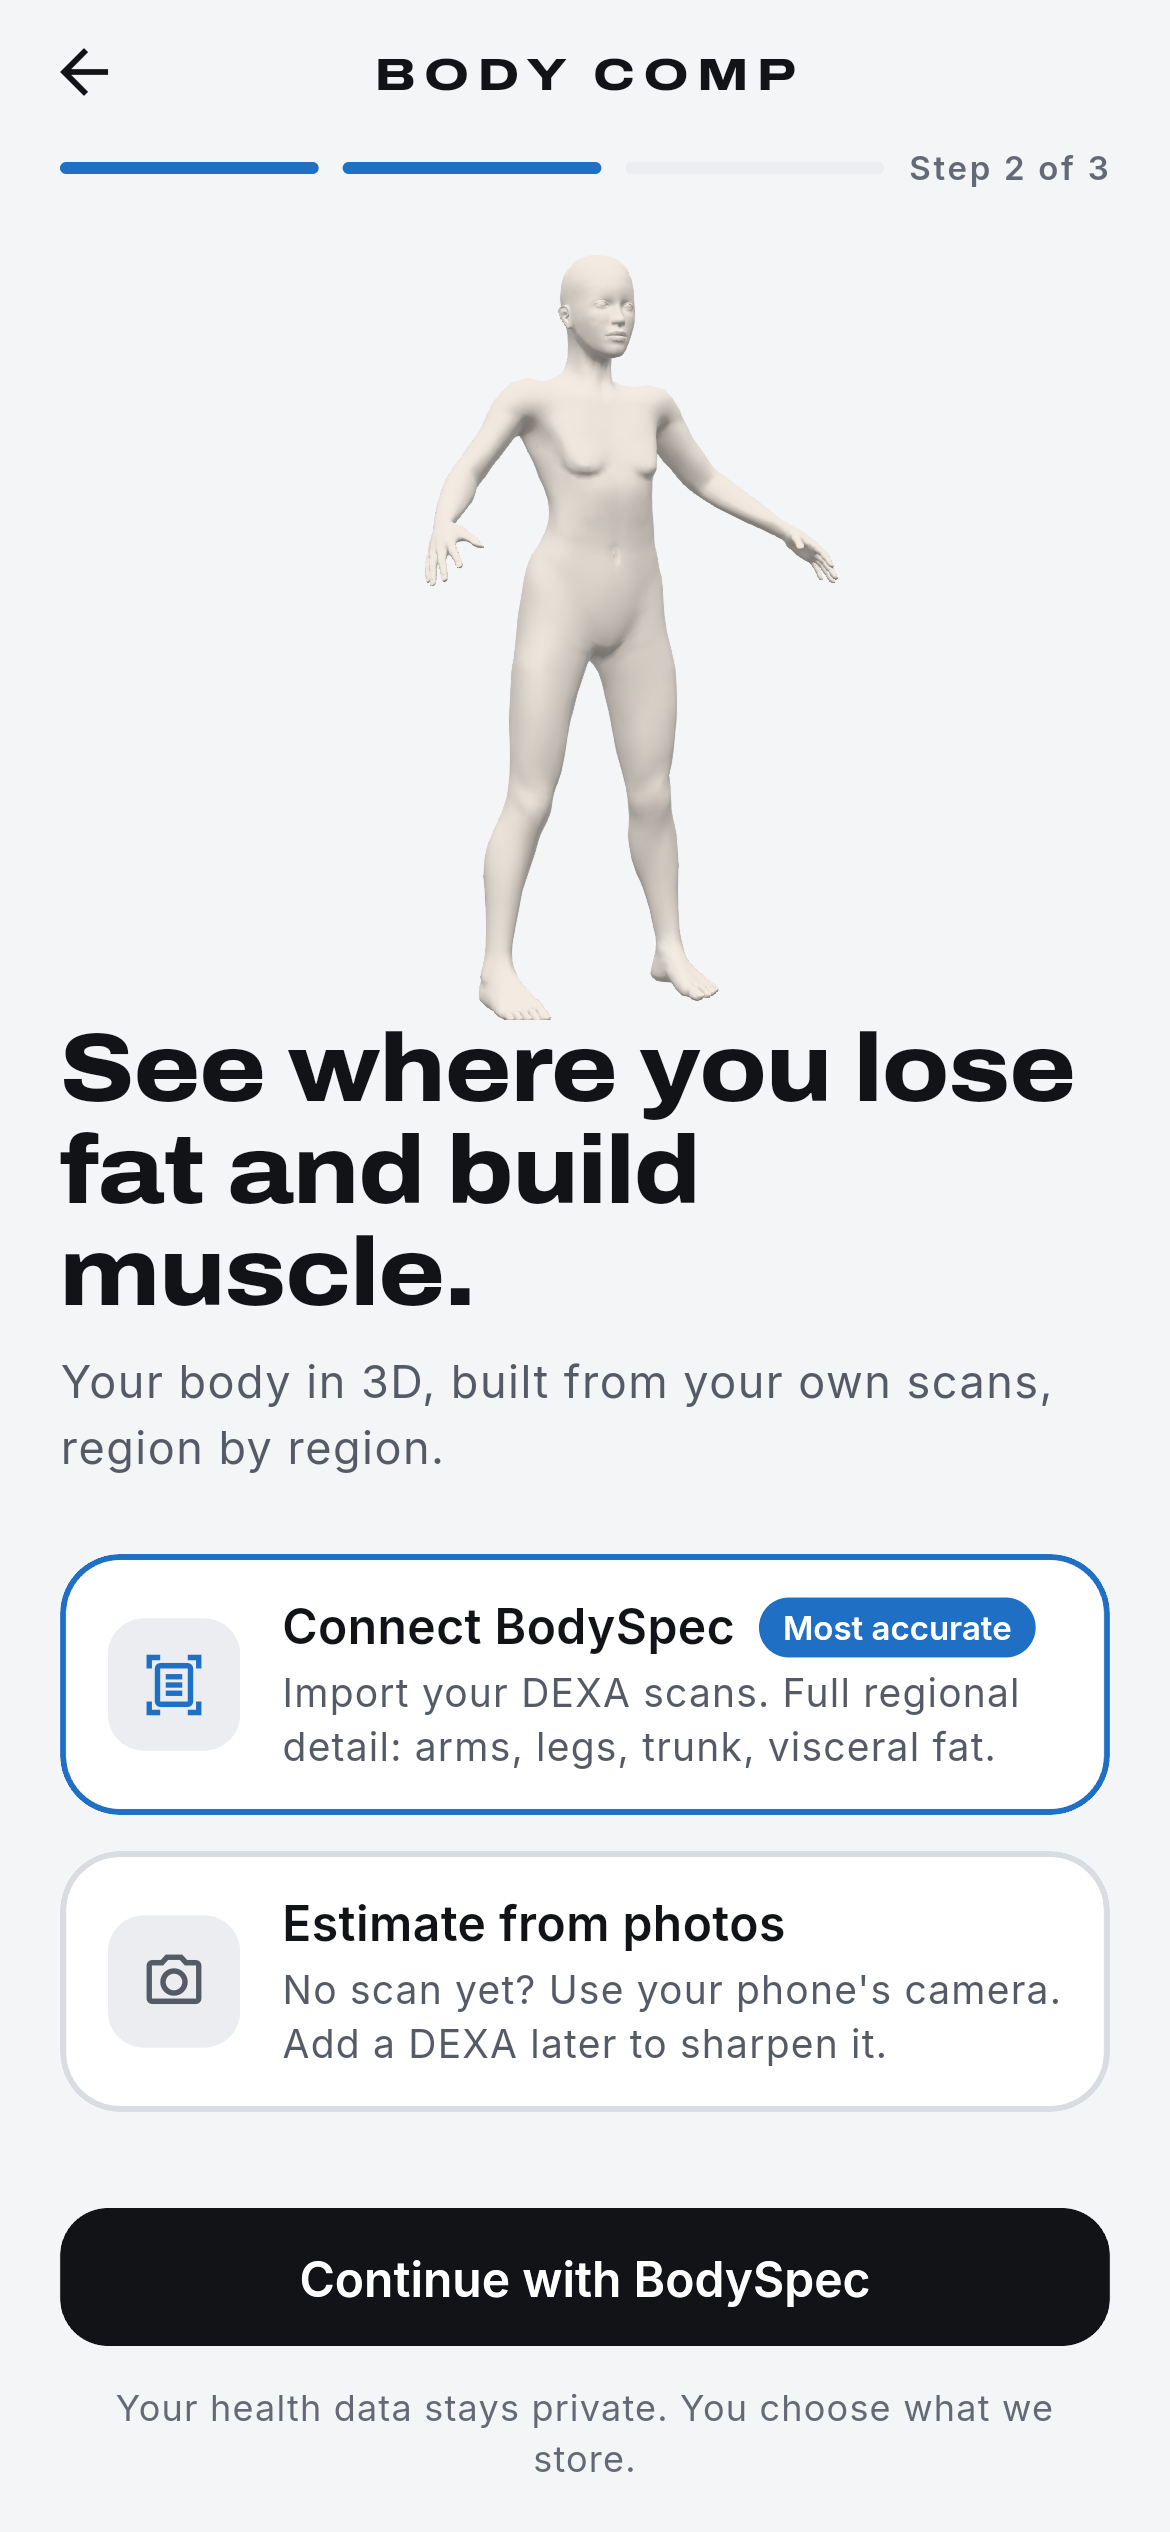 BODY COMP
Step 2 of 3
See where you lose
fat and build
muscle.
Your body in 3D, built from your own scans,
region by region.
Connect BodySpec Most accurate
Import your DEXA scans. Full regional
detail: arms, legs, trunk, visceral fat.
Estimate from photos
No scan yet? Use your phone's camera.
Add a DEXA later to sharpen it.
Continue with BodySpec
Your health data stays private. You choose what we
store.